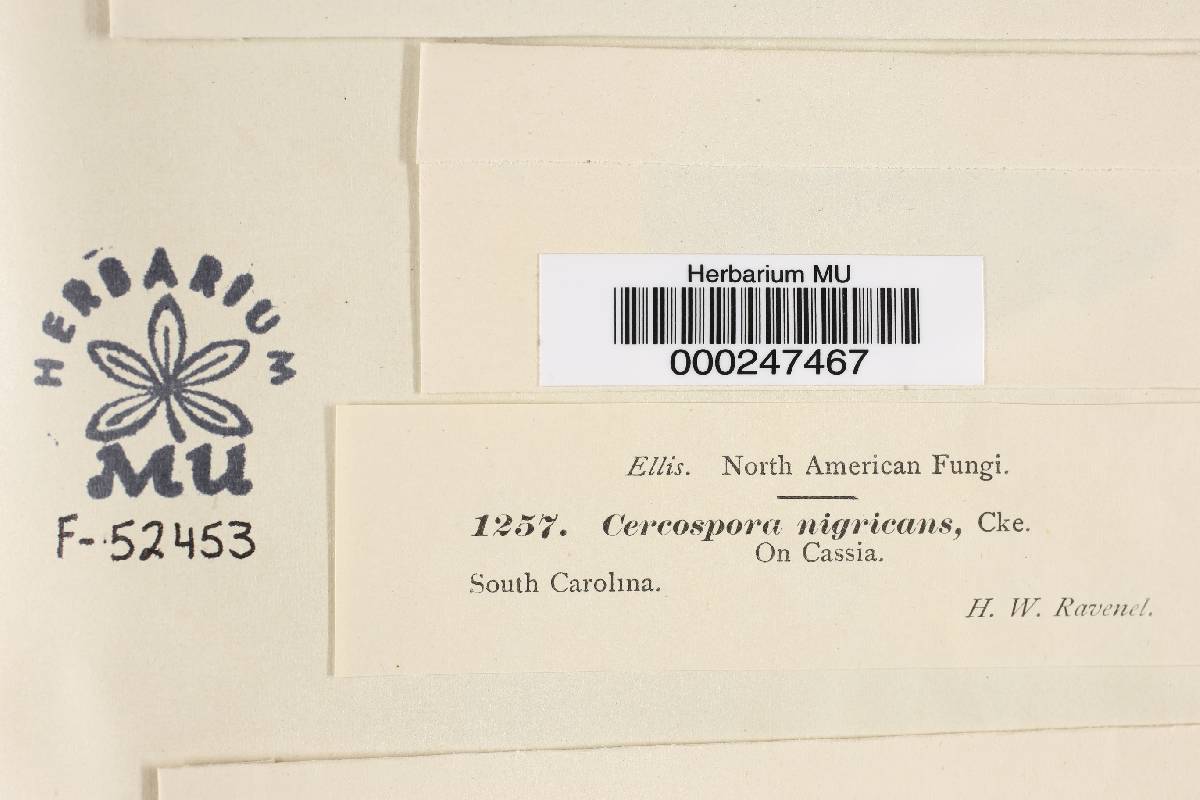 HERBARIUM
MU
F-52453
Herbarium MU
000247467
Ellis. North American Fungi.
1257. Cercospora nigricans, Cke.
On Cassia.
South Carolina.
H. W. Ravenel.